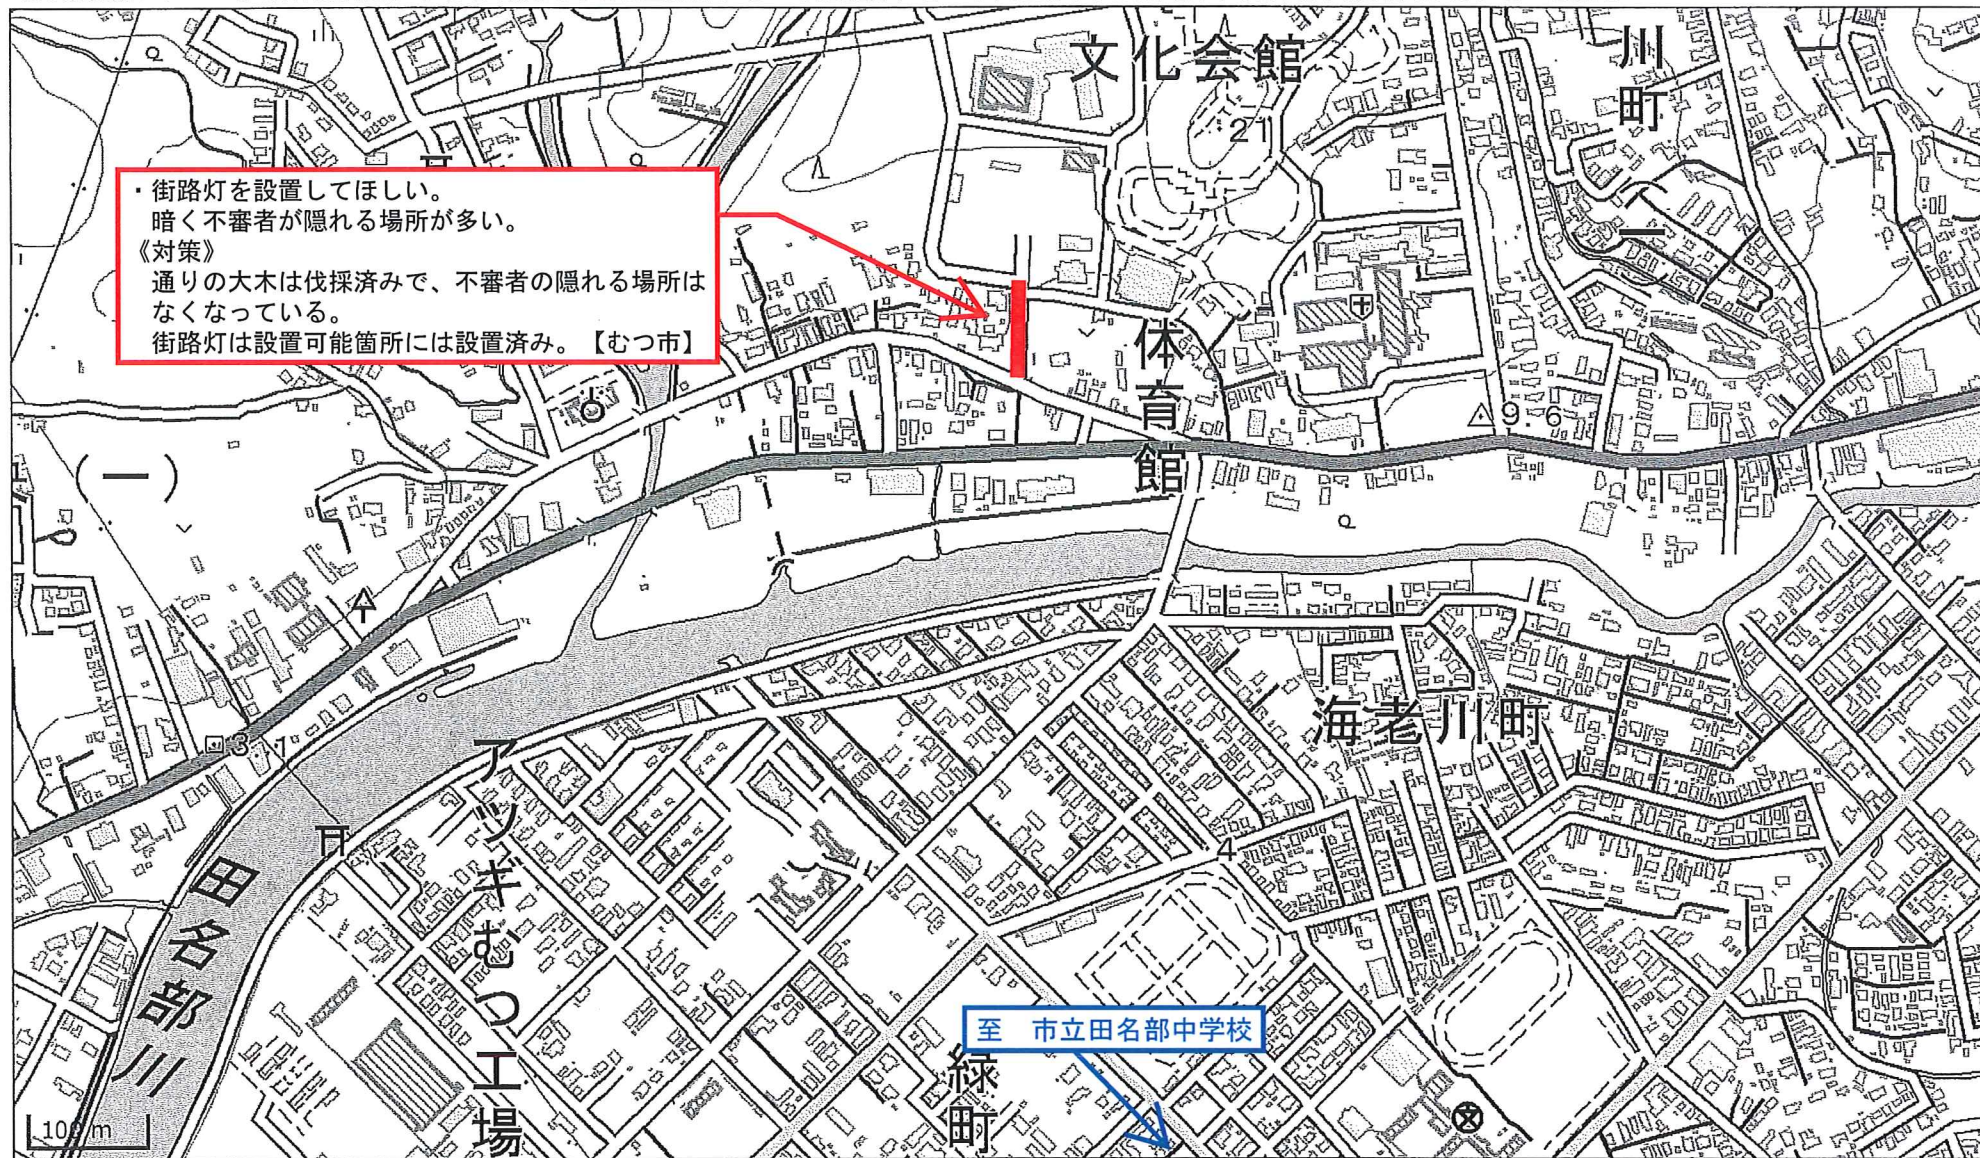 文化会館
21
川町
(一)
・街路灯を設置してほしい。
暗く不審者が隠れる場所が多い。
《対策》
通りの大木は伐採済みで、不審者の隠れる場所は
なくなっている。
街路灯は設置可能箇所には設置済み。【むつ市】
体育館
9.6
(一)
3.1
海老川町
アツギむつ工場
田名部川
4
至　市立田名部中学校
緑町
100 m